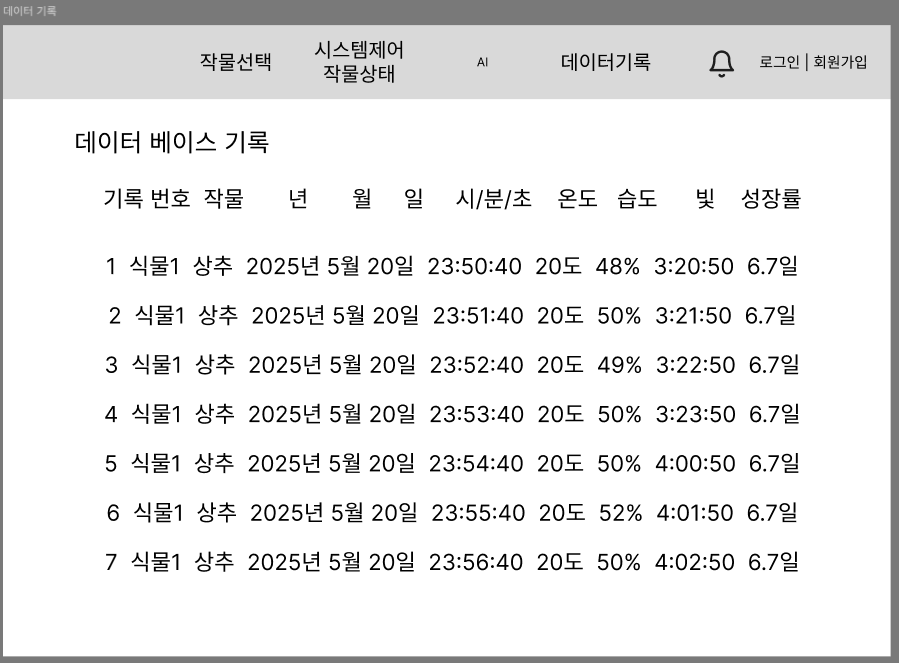 데이터 기록
작물선택
시스템제어
작물상태
AI
데이터기록
로그인 | 회원가입
데이터 베이스 기록
기록 번호 작물 년 월 일 시/분/초 온도 습도 빛 성장률
1 식물1 상추 2025년 5월 20일 23:50:40 20도 48% 3:20:50 6.7일
2 식물1 상추 2025년 5월 20일 23:51:40 20도 50% 3:21:50 6.7일
3 식물1 상추 2025년 5월 20일 23:52:40 20도 49% 3:22:50 6.7일
4 식물1 상추 2025년 5월 20일 23:53:40 20도 50% 3:23:50 6.7일
5 식물1 상추 2025년 5월 20일 23:54:40 20도 50% 4:00:50 6.7일
6 식물1 상추 2025년 5월 20일 23:55:40 20도 52% 4:01:50 6.7일
7 식물1 상추 2025년 5월 20일 23:56:40 20도 50% 4:02:50 6.7일